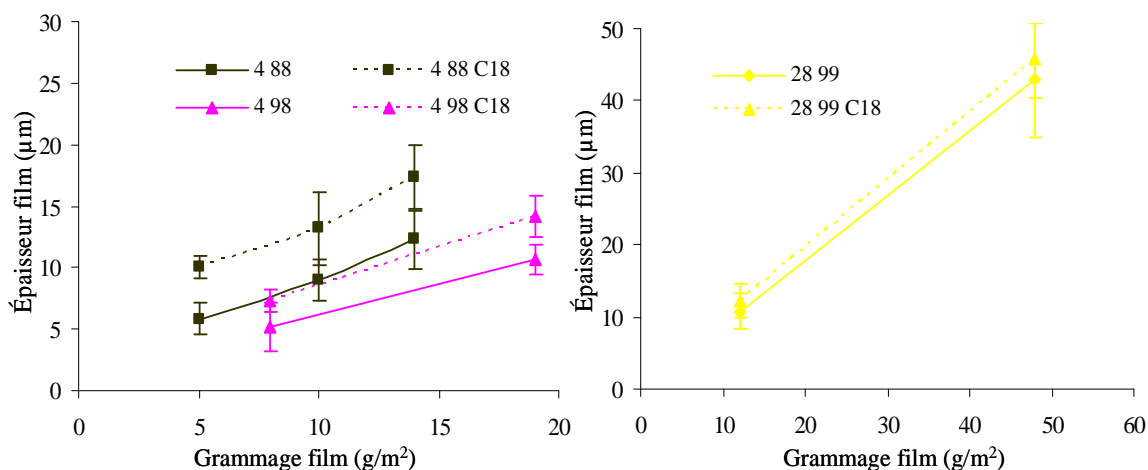 30
25
20
15
10
5
0
Épaisseur film (µm)
4 88
4 88 C18
4 98
4 98 C18
0 5 10 15 20
Grammage film (g/m²)
50
40
30
20
10
0
Épaisseur film (µm)
28 99
28 99 C18
0 10 20 30 40 50 60
Grammage film (g/m²)